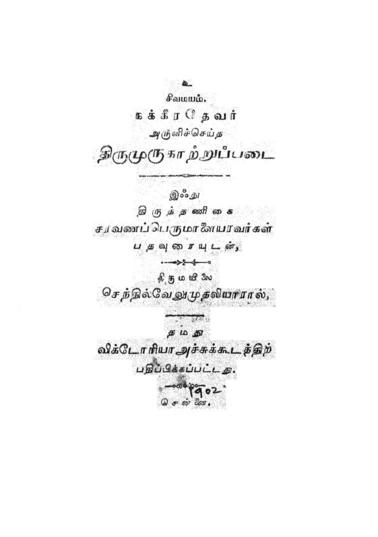 உ
சிவமயம்.
நக்கீரதேவர்
அருளிச்செய்த
திருமுருகாற்றுப்படை
இஃது
திருத்தணிகை
சரவணப்பெருமாளையரவர்கள்
பதவுரையுடன்,
திருமயிலை
செந்தில்வேலுமுதலியாரால்,
தமது
விக்டோரியா அச்சுக்கூடத்திற்
பதிப்பிக்கப்பட்டது.
1902
சென்னை.